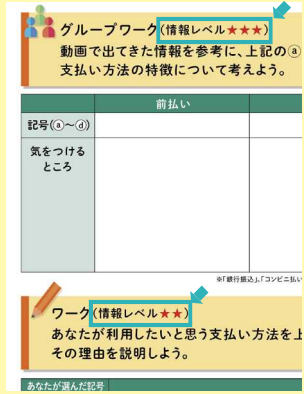 グループワーク(情報レベル★★★)
動画で出てきた情報を参考に、上記のⓐ
支払い方法の特徴について考えよう。
前払い
記号(ⓐ~ⓓ)
気をつける
ところ
※「銀行振込」、「コンビニ払い
ワーク(情報レベル★★)
あなたが利用したいと思う支払い方法を上
その理由を説明しよう。
あなたが選んだ記号